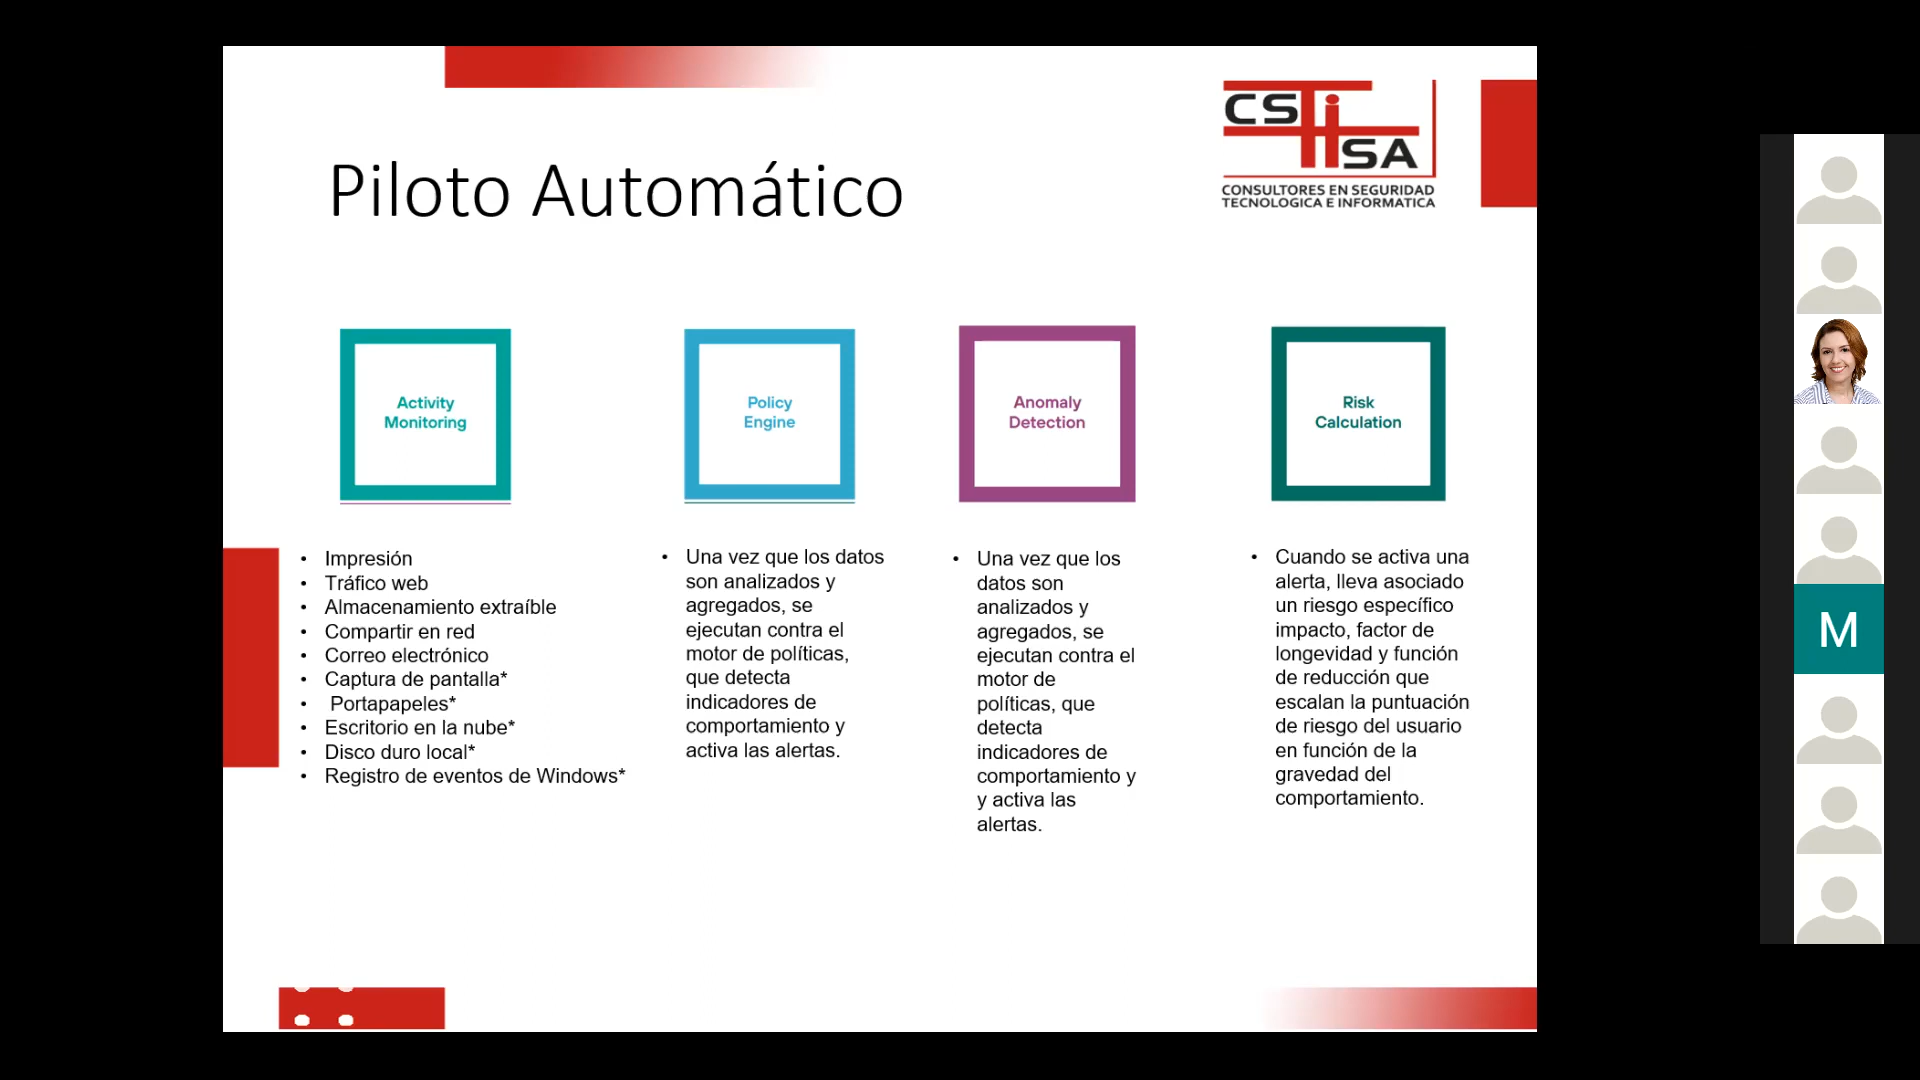 CSTI
SA
CONSULTORES EN SEGURIDAD
TECNOLOGICA E INFORMATICA
Piloto Automático
Activity
Monitoring
Policy
Engine
Anomaly
Detection
Risk
Calculation
• Impresión
• Tráfico web
• Almacenamiento extraíble
• Compartir en red
• Correo electrónico
• Captura de pantalla*
• Portapapeles*
• Escritorio en la nube*
• Disco duro local*
• Registro de eventos de Windows*
• Una vez que los datos
son analizados y
agregados, se
ejecutan contra el
motor de políticas,
que detecta
indicadores de
comportamiento y
activa las alertas.
• Una vez que los
datos son
analizados y
agregados, se
ejecutan contra el
motor de
políticas, que
detecta
indicadores de
comportamiento y
y activa las
alertas.
• Cuando se activa una
alerta, lleva asociado
un riesgo específico
impacto, factor de
longevidad y función
de reducción que
escalan la puntuación
de riesgo del usuario
en función de la
gravedad del
comportamiento.
M